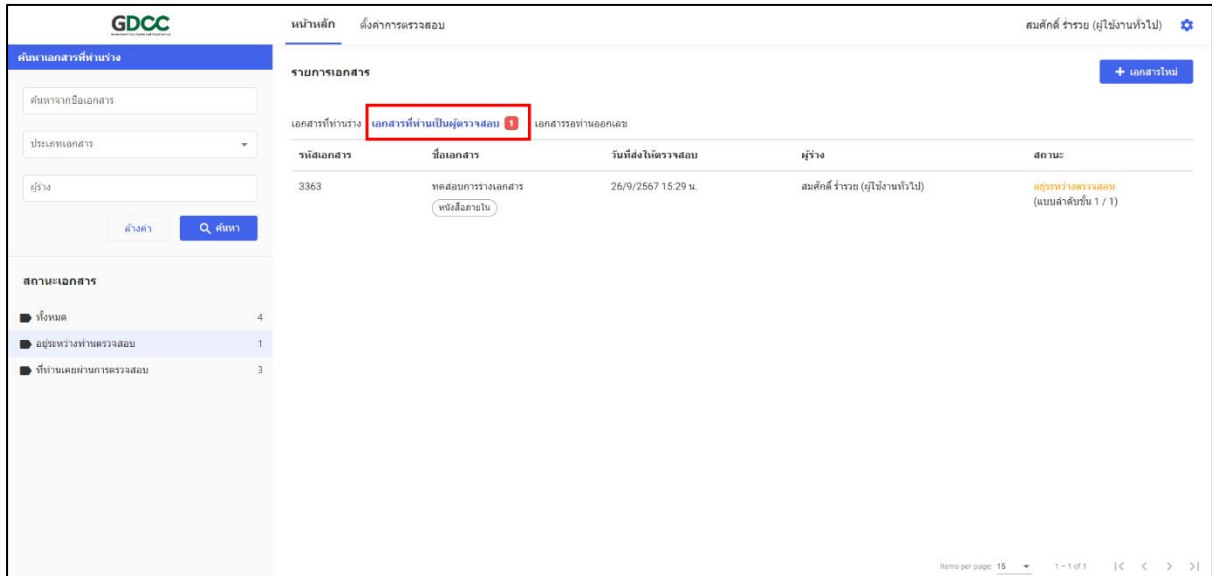 GDCC
หน้าหลัก
ตั้งค่าการตรวจสอบ
สมศักดิ์ ร่ำรวย (ผู้ใช้งานทั่วไป)
ค้นหาเอกสารที่ท่านร่าง
ค้นหาจากชื่อเอกสาร
ประเภทเอกสาร
ผู้ร่าง
ล้างค่า
ค้นหา
สถานะเอกสาร
ทั้งหมด 4
อยู่ระหว่างท่านตรวจสอบ 1
ที่ท่านเคยผ่านการตรวจสอบ 3
รายการเอกสาร
+ เอกสารใหม่
เอกสารที่ท่านร่าง เอกสารที่ท่านเป็นผู้ตรวจสอบ 1 เอกสารรอท่านออกเลข
รหัสเอกสาร ชื่อเอกสาร วันที่ส่งให้ตรวจสอบ ผู้ร่าง สถานะ
3363 ทดสอบการร่างเอกสาร 26/9/2567 15:29 น. สมศักดิ์ ร่ำรวย (ผู้ใช้งานทั่วไป) อยู่ระหว่างตรวจสอบ
หนังสือภายใน (แบบลำดับขั้น 1 / 1)
Items per page: 15 1 – 1 of 1